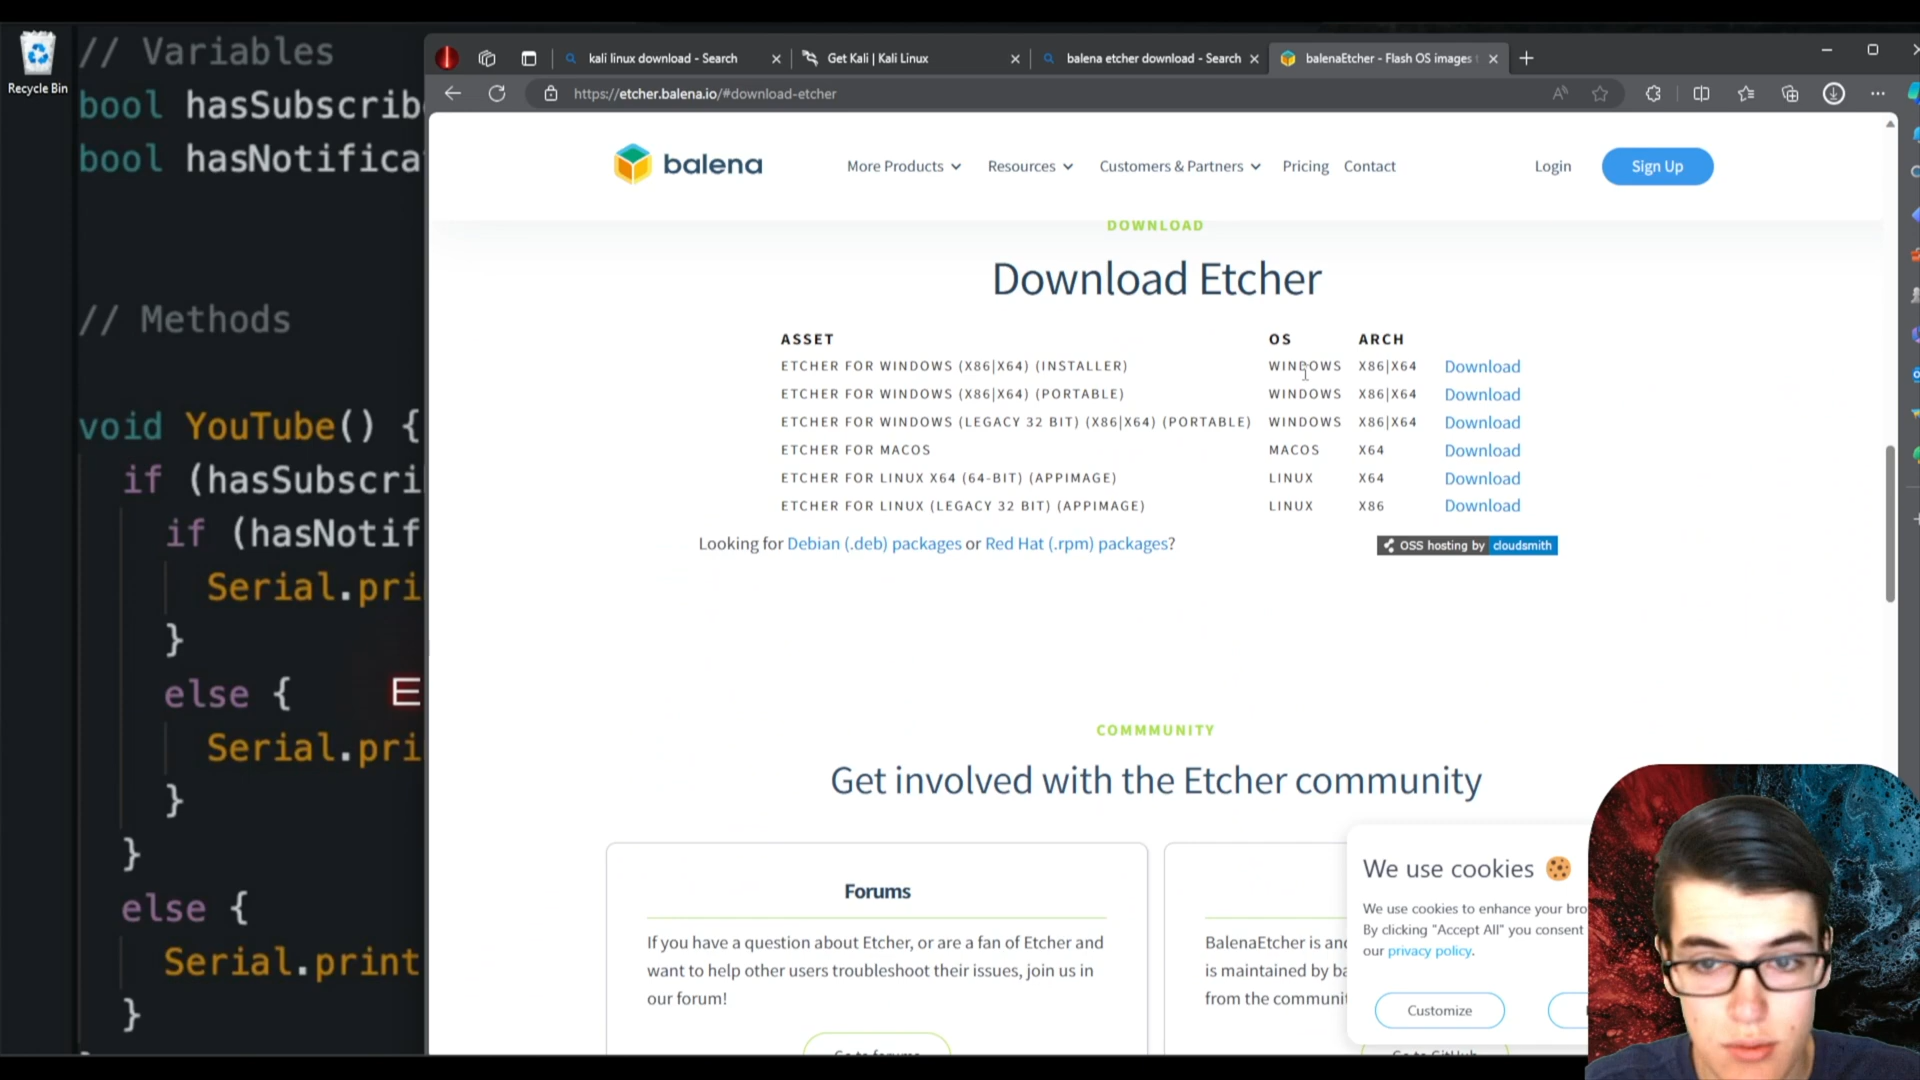 Recycle Bin
// Variables
bool hasSubscrib
bool hasNotifica
// Methods
void YouTube() {
if (hasSubscri
if (hasNotif
Serial.pri
}
else {
E
Serial.pri
}
}
else {
Serial.print
}
kali linux download - Search
Get Kali | Kali Linux
balena etcher download - Search
balenaEtcher - Flash OS images
https://etcher.balena.io/#download-etcher
balena
More Products
Resources
Customers & Partners
Pricing
Contact
Login
Sign Up
DOWNLOAD
Download Etcher
ASSET OS ARCH
ETCHER FOR WINDOWS (X86|X64) (INSTALLER) WINDOWS X86|X64 Download
ETCHER FOR WINDOWS (X86|X64) (PORTABLE) WINDOWS X86|X64 Download
ETCHER FOR WINDOWS (LEGACY 32 BIT) (X86|X64) (PORTABLE) WINDOWS X86|X64 Download
ETCHER FOR MACOS MACOS X64 Download
ETCHER FOR LINUX X64 (64-BIT) (APPIMAGE) LINUX X64 Download
ETCHER FOR LINUX (LEGACY 32 BIT) (APPIMAGE) LINUX X86 Download
Looking for Debian (.deb) packages or Red Hat (.rpm) packages?
OSS hosting by cloudsmith
COMMMUNITY
Get involved with the Etcher community
Forums
If you have a question about Etcher, or are a fan of Etcher and
want to help other users troubleshoot their issues, join us in
our forum!
BalenaEtcher is an
is maintained by ba
from the communi
We use cookies
We use cookies to enhance your bro
By clicking "Accept All" you consent
our privacy policy.
Customize